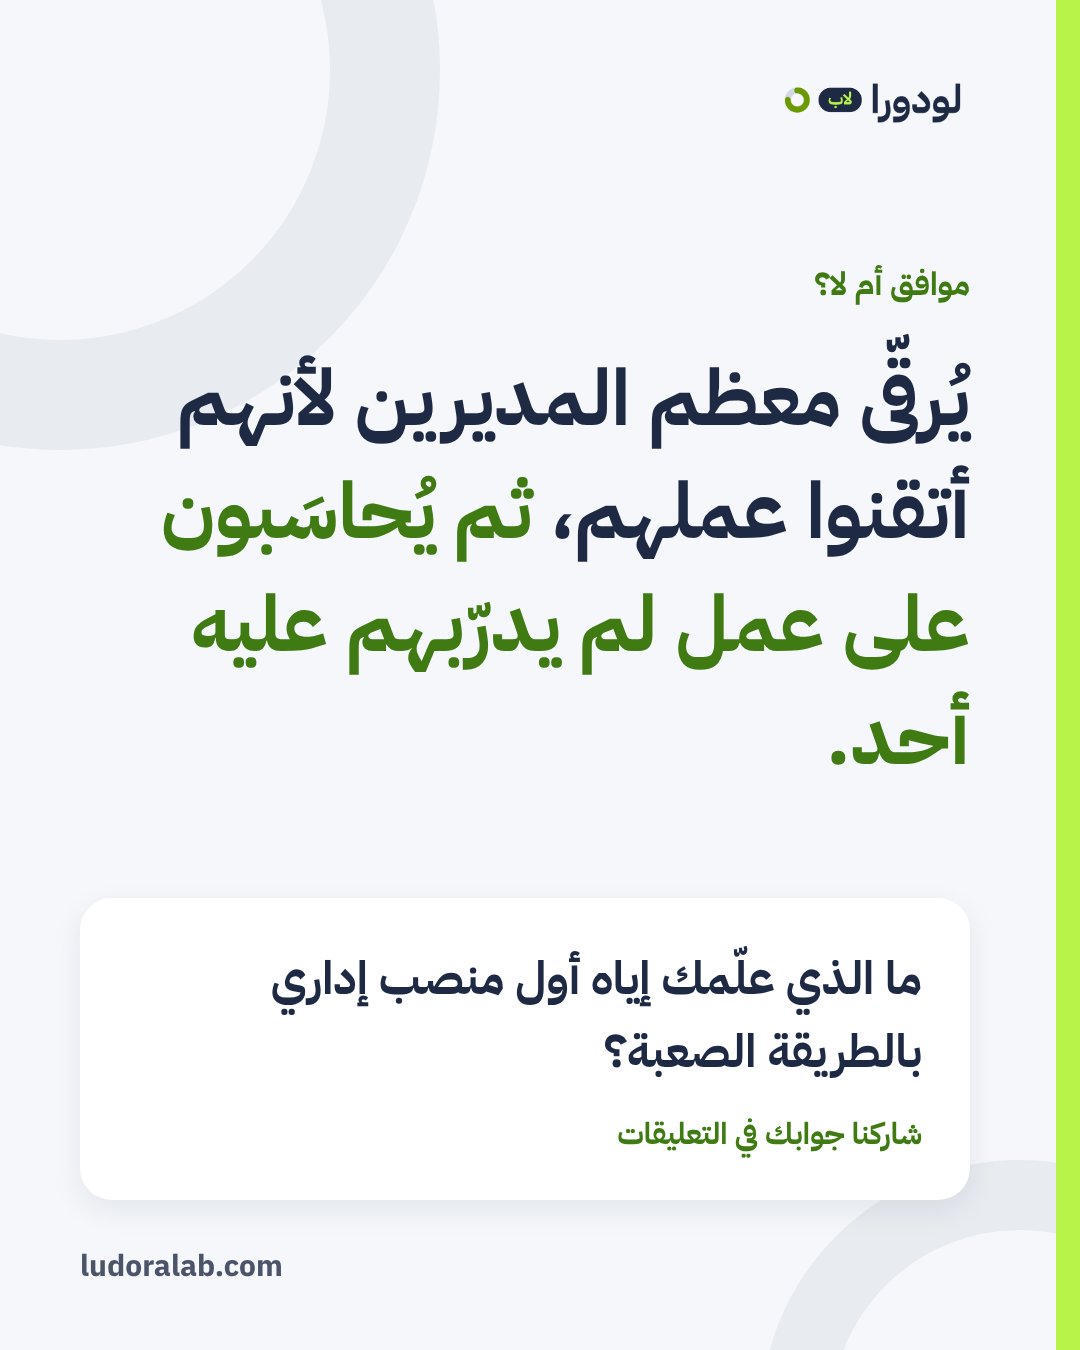 لودورا لاب
موافق أم لا؟
يُرقّى معظم المديرين لأنهم
أتقنوا عملهم، ثم يُحاسَبون
على عمل لم يدرّبهم عليه
أحد.
ما الذي علّمك إياه أول منصب إداري
بالطريقة الصعبة؟
شاركنا جوابك في التعليقات
ludoralab.com